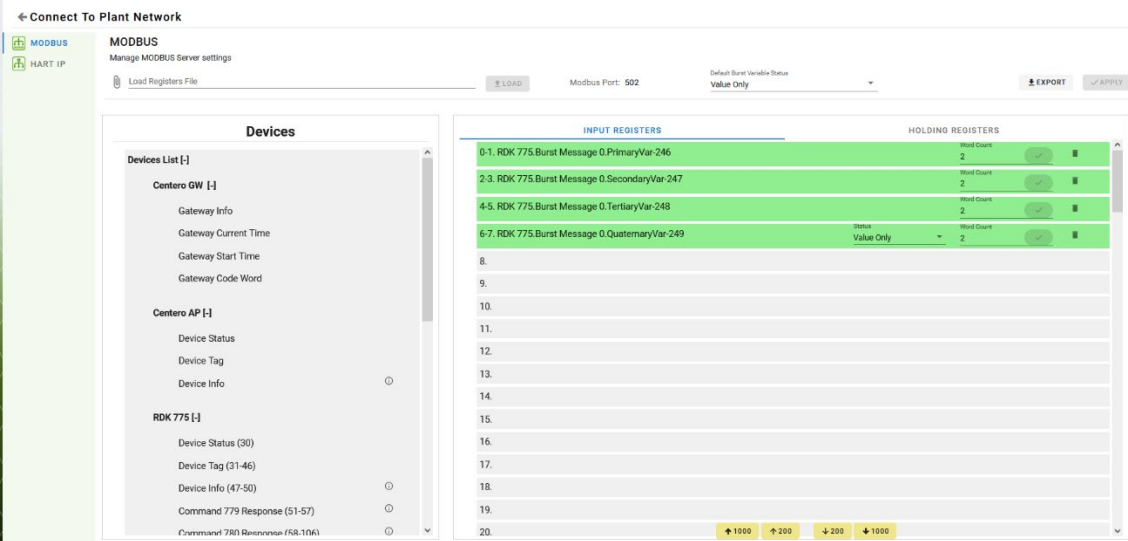 Connect To Plant Network
MODBUS
HART IP
MODBUS
Manage MODBUS Server settings
Load Registers File
LOAD
Modbus Port: 502
Default Burst Variable Status
Value Only
EXPORT
APPLY
Devices
Devices List [-]
Centero GW [-]
Gateway Info
Gateway Current Time
Gateway Start Time
Gateway Code Word
Centero AP [-]
Device Status
Device Tag
Device Info
RDK 775 [-]
Device Status (30)
Device Tag (31-46)
Device Info (47-50)
Command 779 Response (51-57)
Command 780 Response (58-106)
INPUT REGISTERS
HOLDING REGISTERS
0-1. RDK 775.Burst Message 0.PrimaryVar-246
Word Count
2
2-3. RDK 775.Burst Message 0.SecondaryVar-247
Word Count
2
4-5. RDK 775.Burst Message 0.TertiaryVar-248
Word Count
2
6-7. RDK 775.Burst Message 0.QuaternaryVar-249
Status
Value Only
Word Count
2
8.
9.
10.
11.
12.
13.
14.
15.
16.
17.
18.
19.
20.
1000
200
200
1000